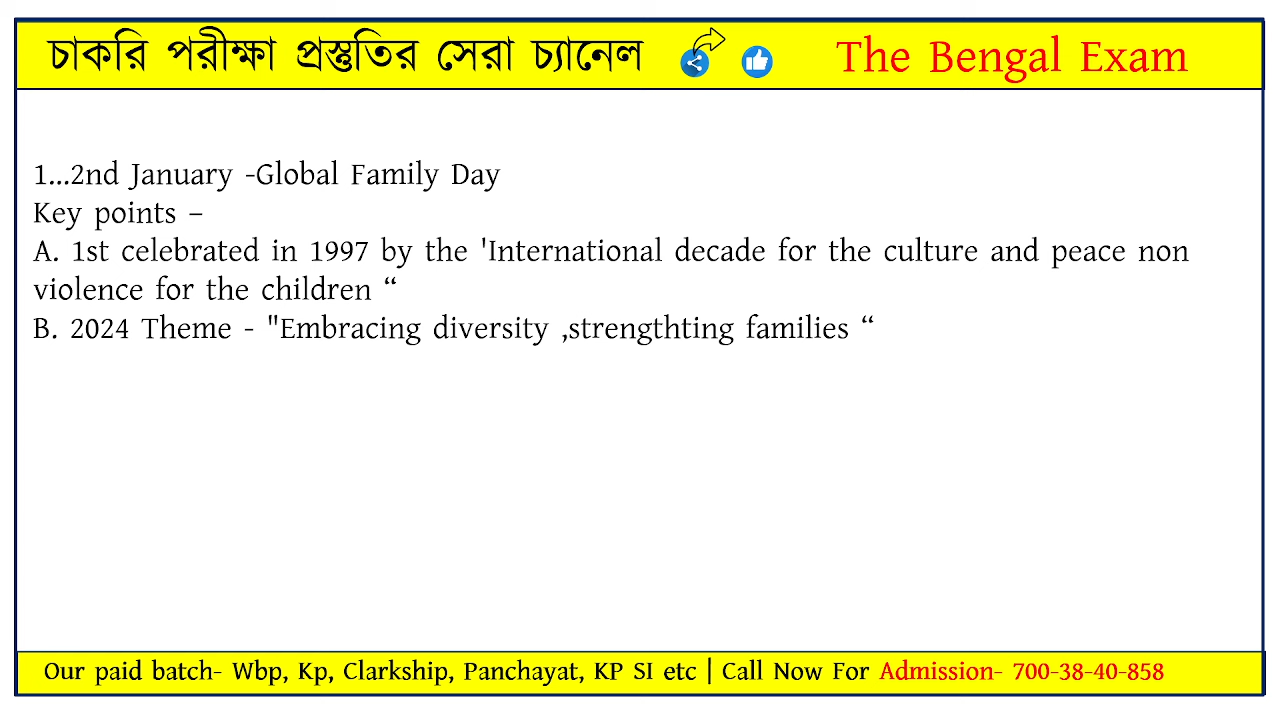 চাকরি পরীক্ষা প্রস্তুতির সেরা চ্যানেল The Bengal Exam
1...2nd January -Global Family Day
Key points –
A. 1st celebrated in 1997 by the 'International decade for the culture and peace non
violence for the children “
B. 2024 Theme - "Embracing diversity ,strengthting families “
Our paid batch- Wbp, Kp, Clarkship, Panchayat, KP SI etc | Call Now For Admission- 700-38-40-858